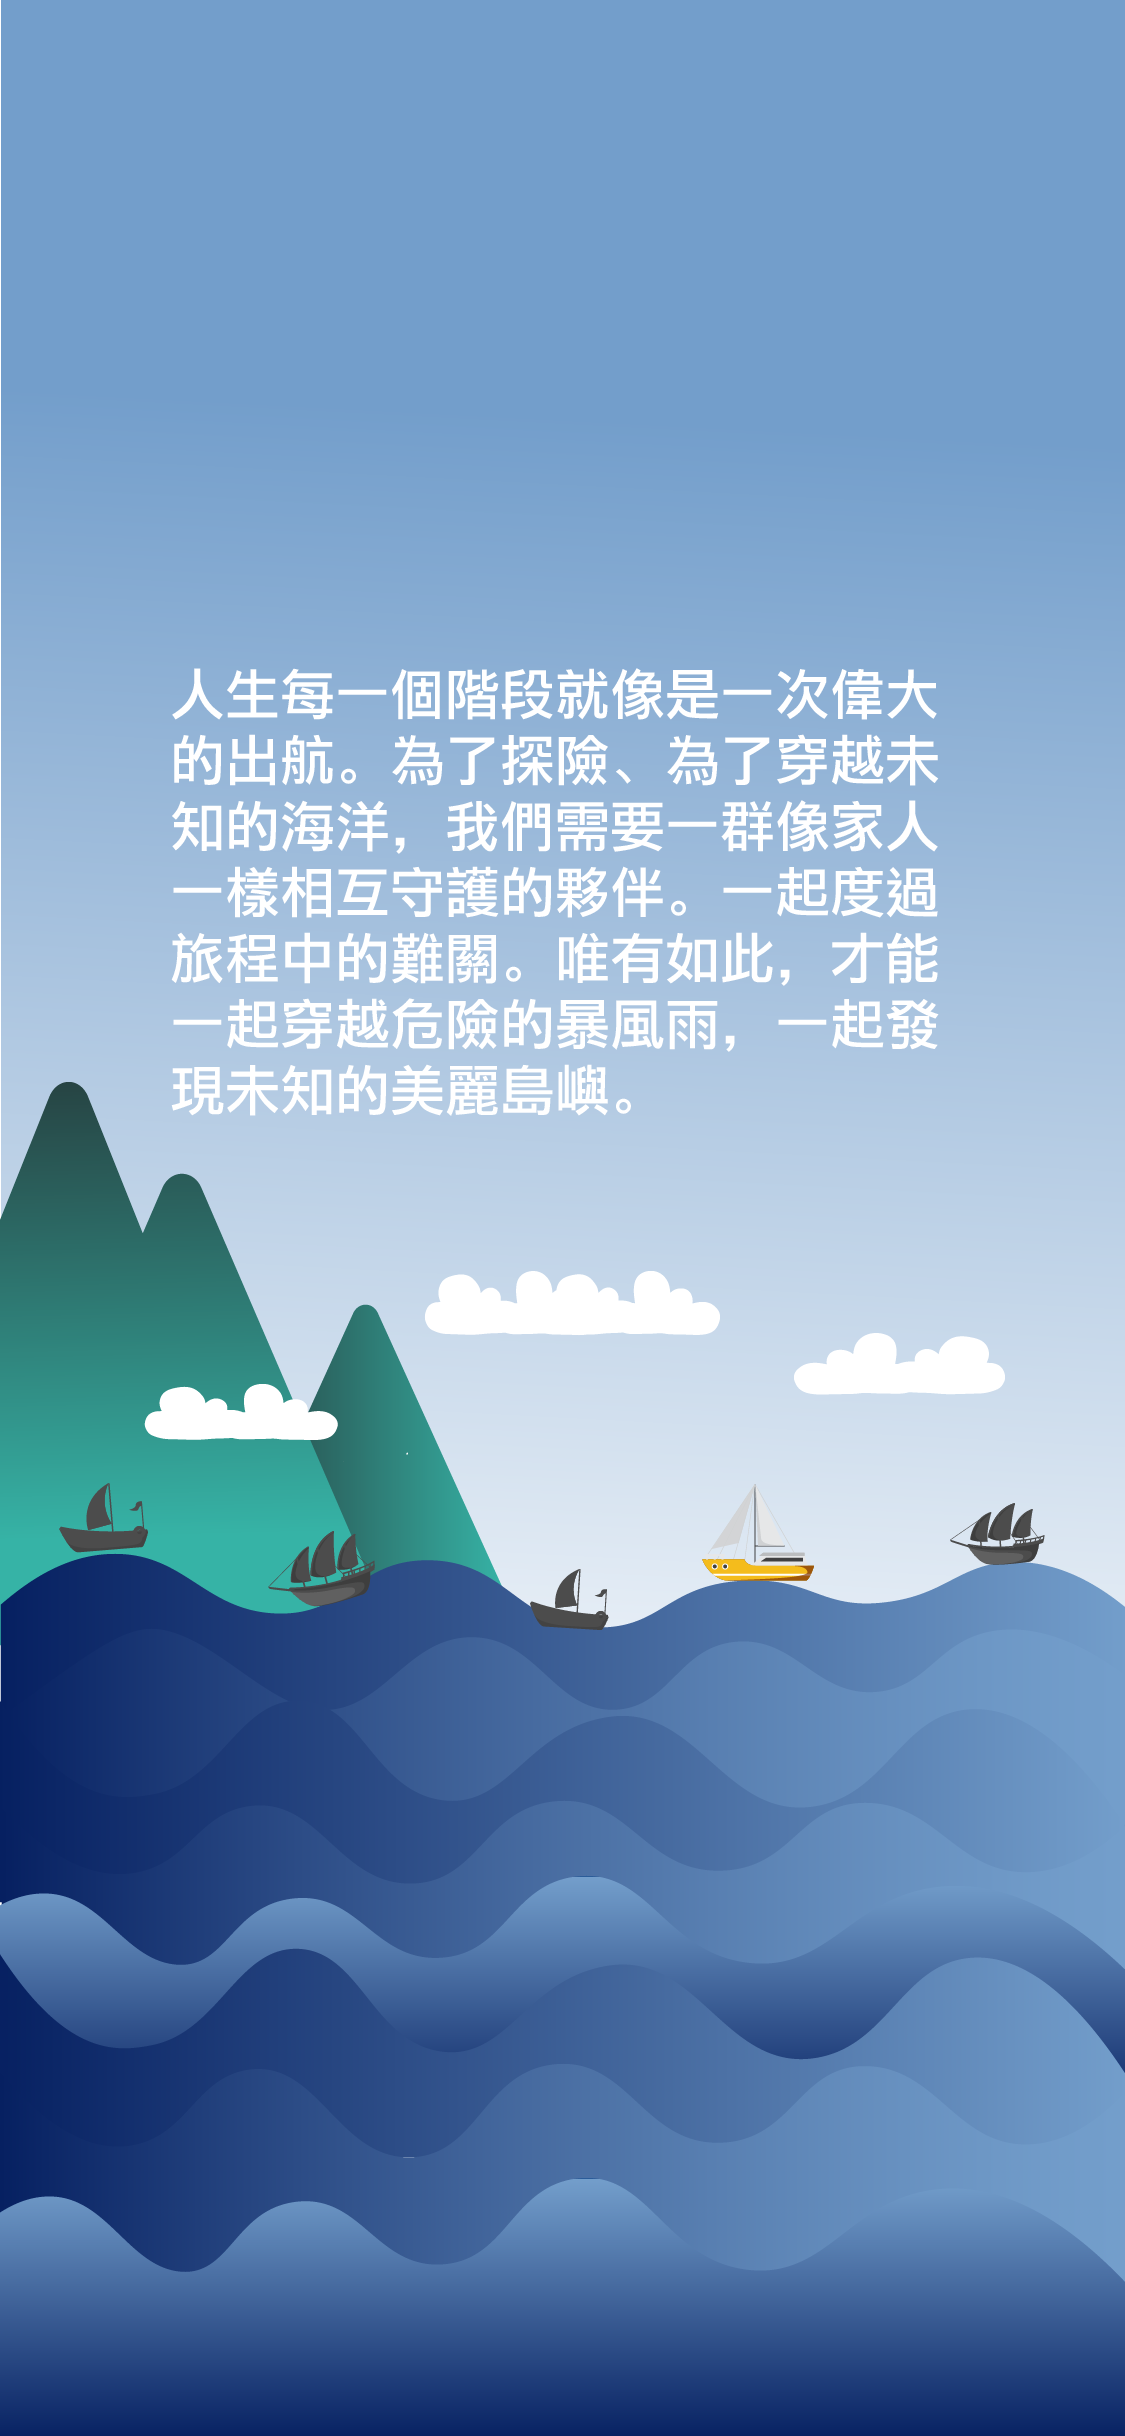 人生每一個階段就像是一次偉大
的出航。為了探險、為了穿越未
知的海洋，我們需要一群像家人
一樣相互守護的夥伴。一起度過
旅程中的難關。唯有如此，才能
一起穿越危險的暴風雨，一起發
現未知的美麗島嶼。